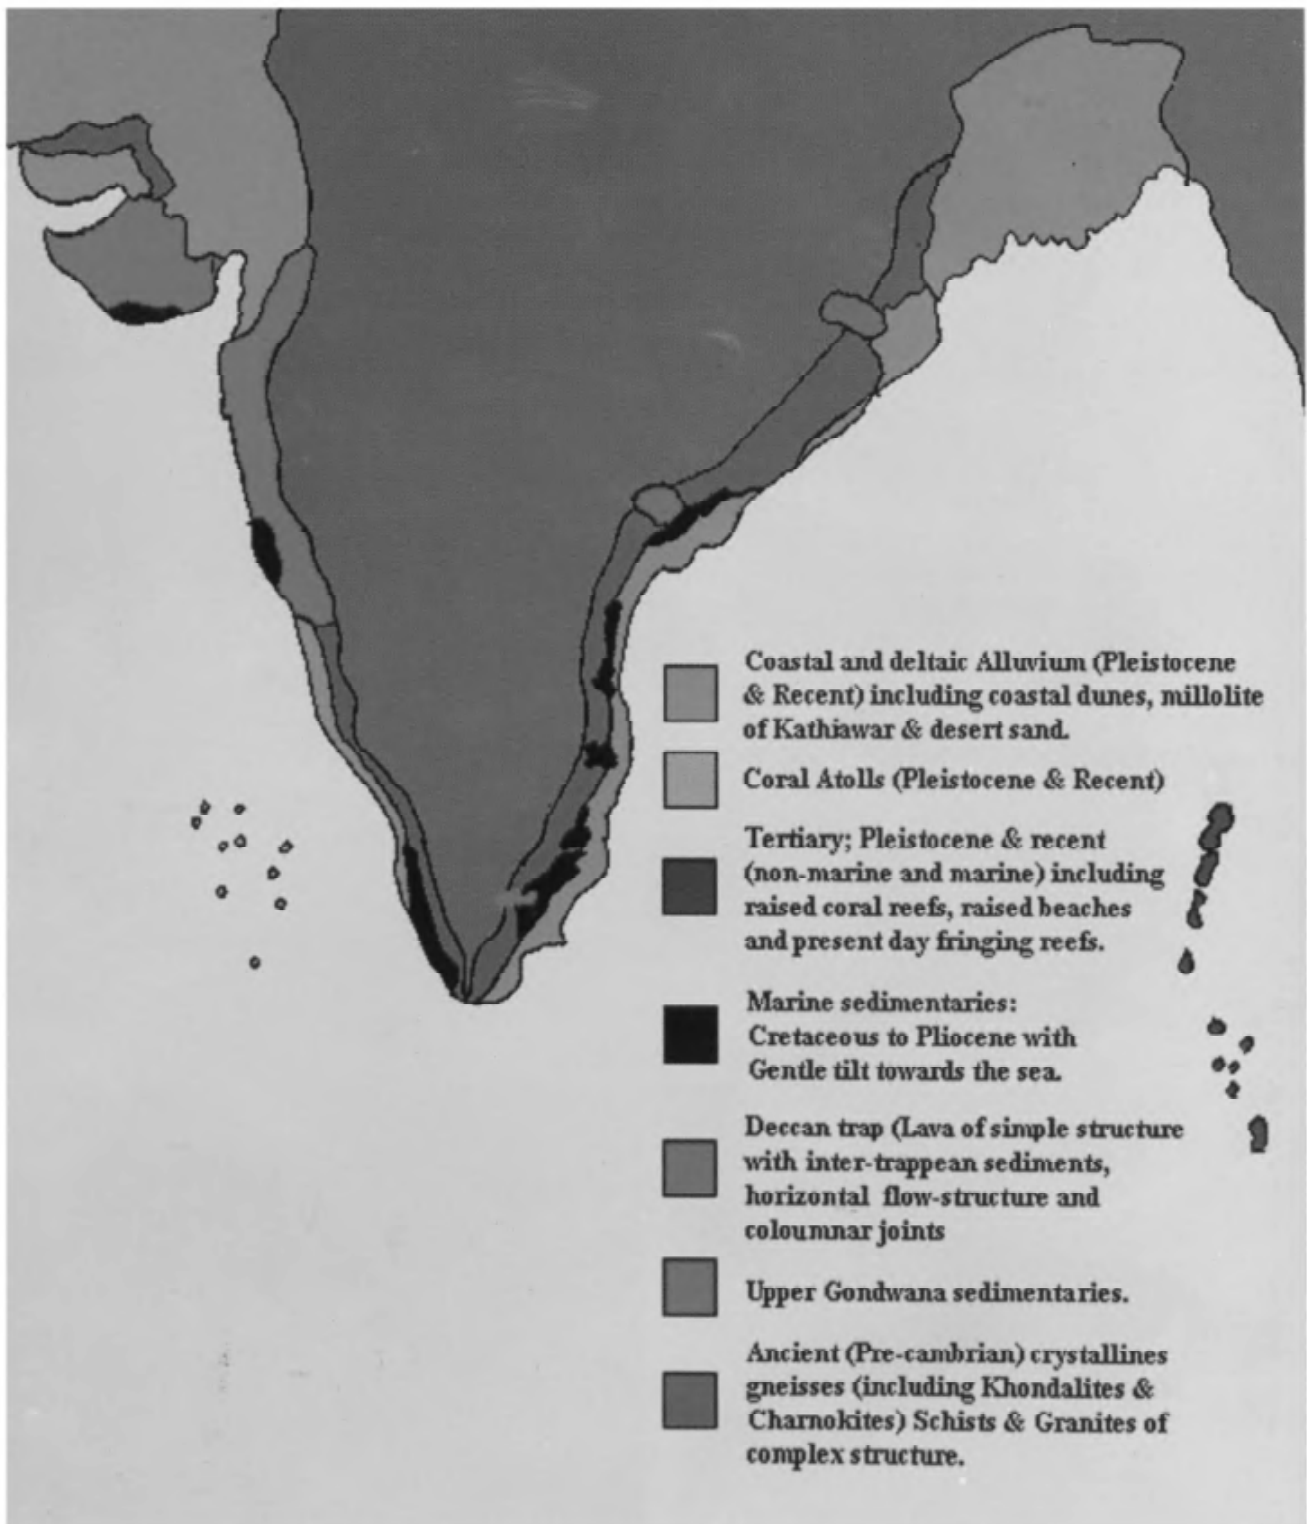 Coastal and deltaic Alluvium (Pleistocene
& Recent) including coastal dunes, millolite
of Kathiawar & desert sand.
Coral Atolls (Pleistocene & Recent)
Tertiary; Pleistocene & recent
(non-marine and marine) including
raised coral reefs, raised beaches
and present day fringing reefs.
Marine sedimentaries:
Cretaceous to Pliocene with
Gentle tilt towards the sea.
Deccan trap (Lava of simple structure
with inter-trappean sediments,
horizontal flow-structure and
coloumnar joints
Upper Gondwana sedimentaries.
Ancient (Pre-cambrian) crystallines
gneisses (including Khondalites &
Charnokites) Schists & Granites of
complex structure.